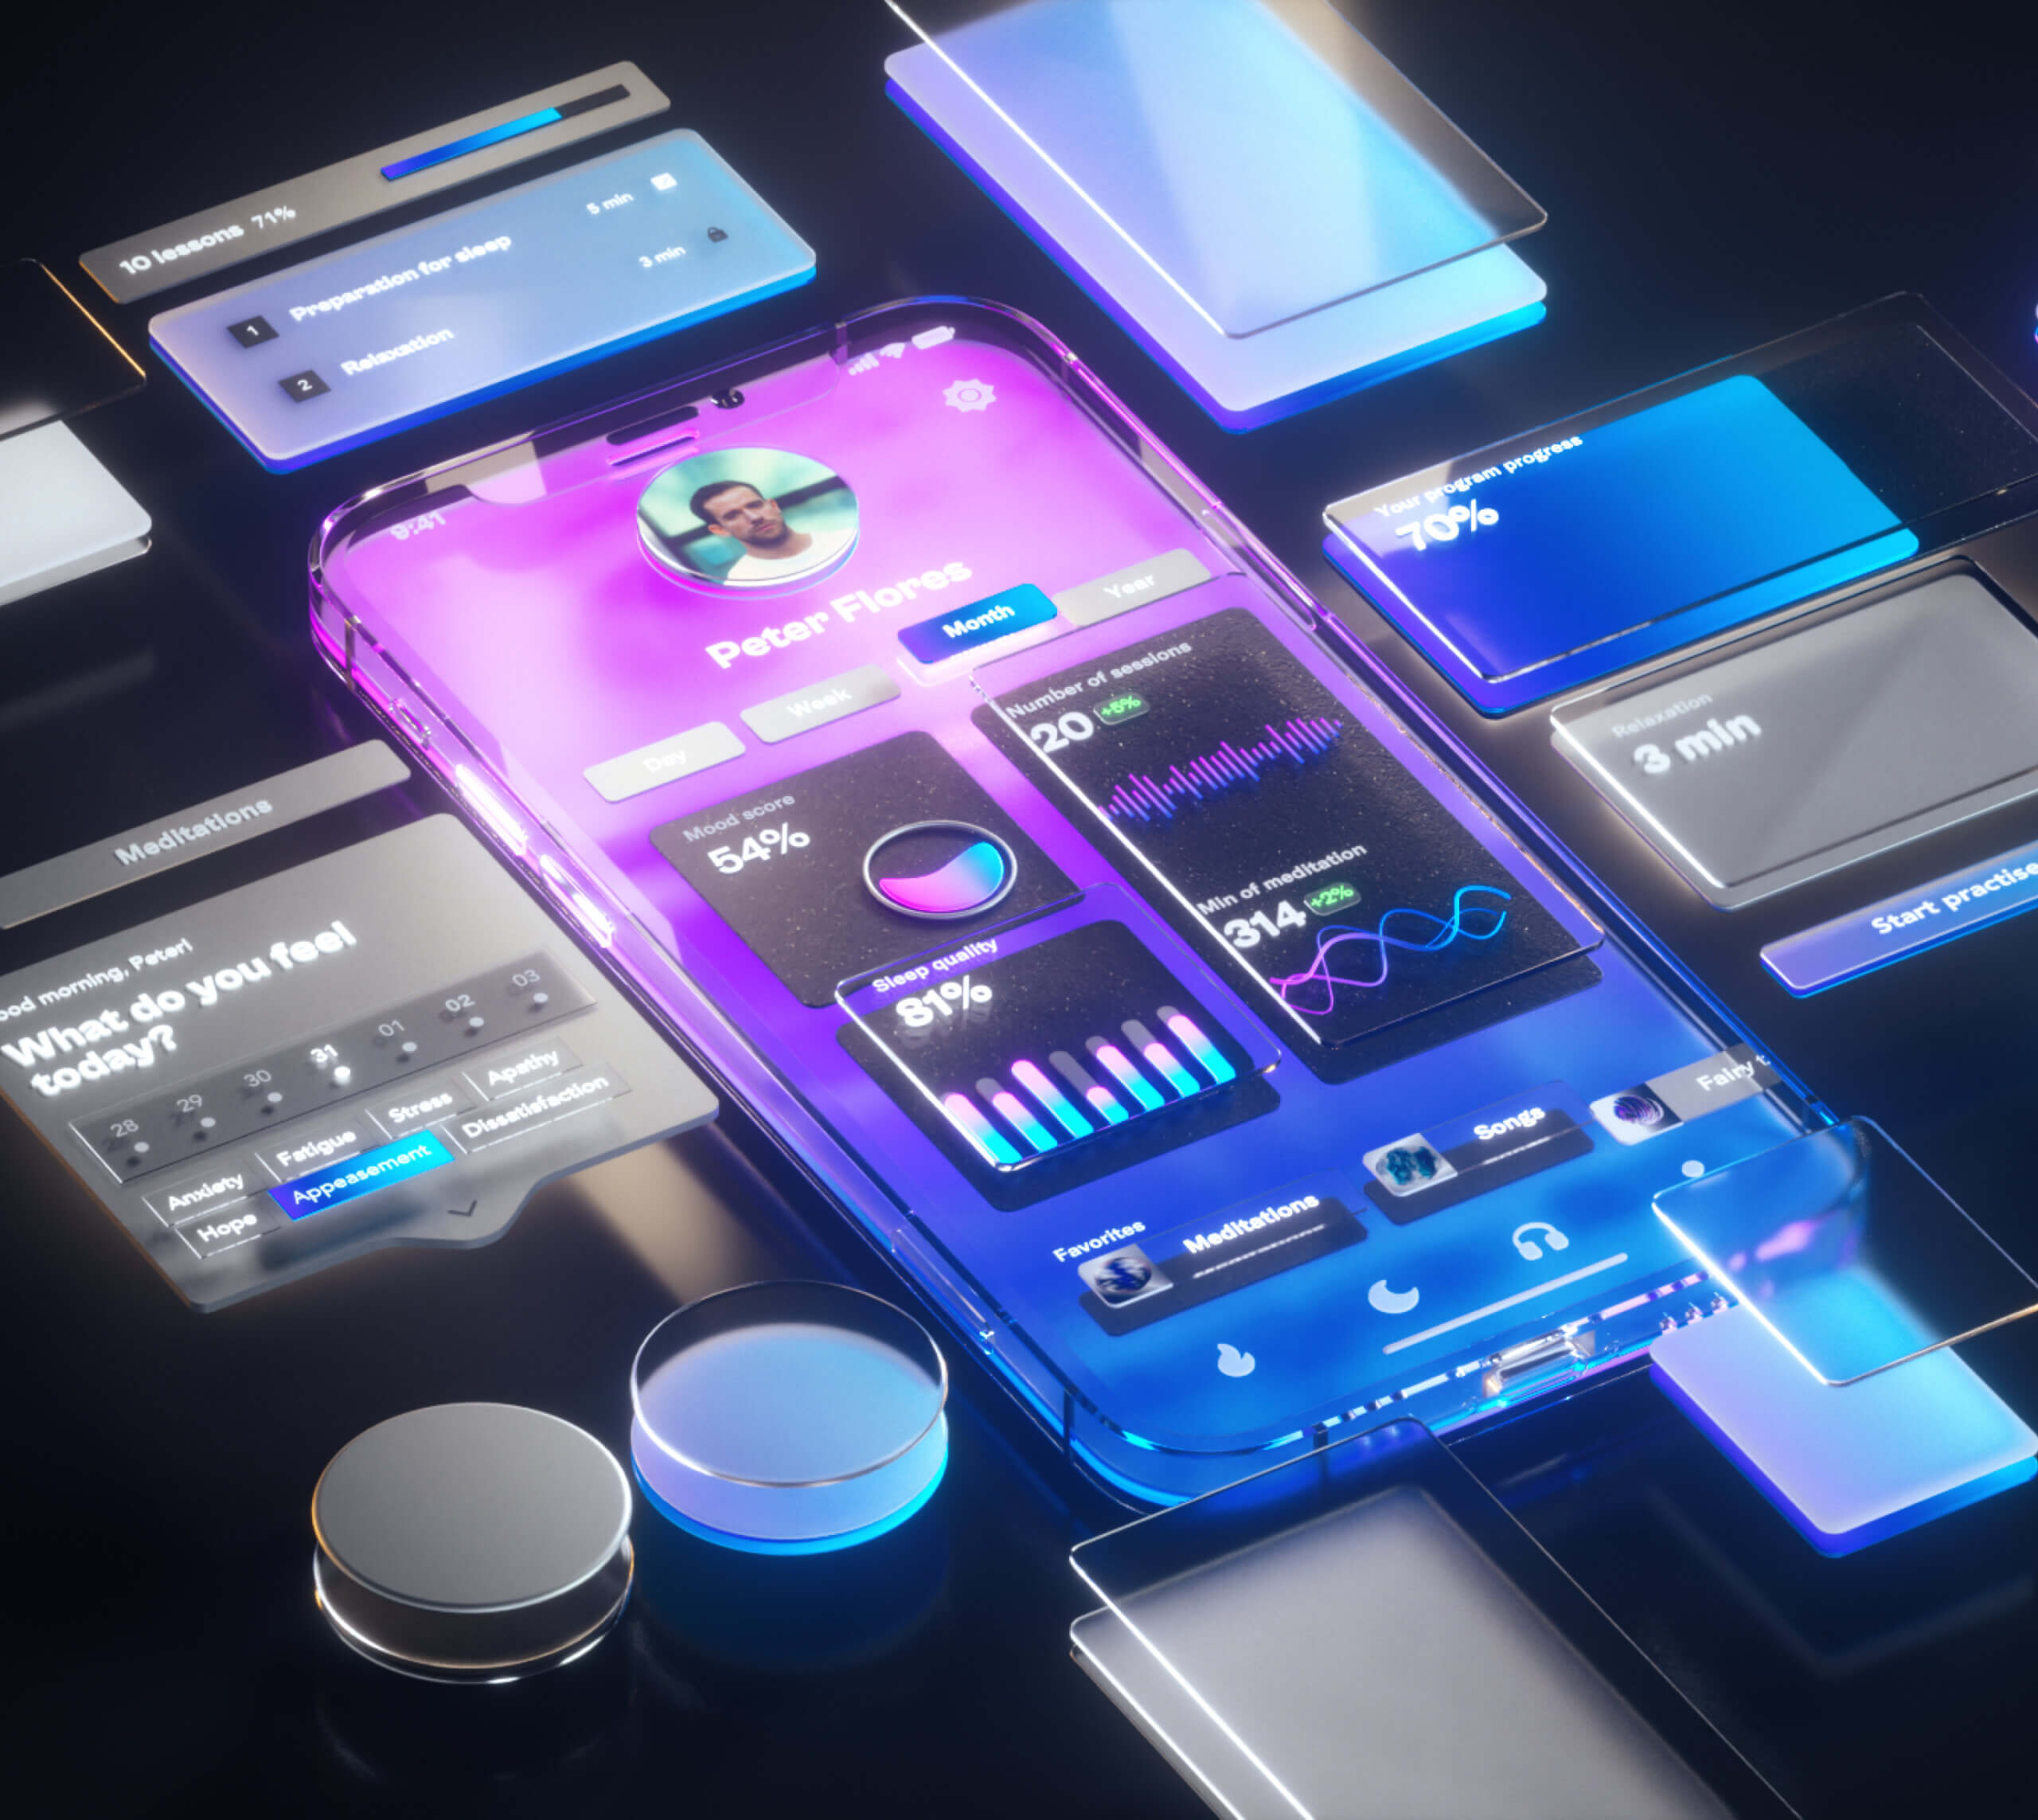 10 lessons 71%
1 Preparation for sleep 5 min
2 Relaxation 3 min
9:41
Peter Flores
Day Week Month Year
Mood score
54%
Number of sessions
20 +5%
Min of meditation
314 +2%
Sleep quality
81%
Favorites
Meditations
Songs
Fairy t
Your program progress
70%
Relaxation
3 min
Start practise
Meditations
ood morning, Peter!
What do you feel
today?
28 29 30 31 01 02 03
Anxiety Fatigue Stress Apathy
Hope Appeasement Dissatisfaction